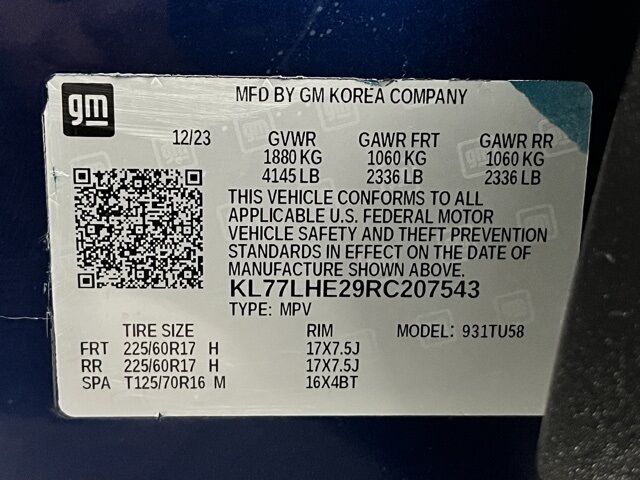 gm
MFD BY GM KOREA COMPANY
12/23 GVWR GAWR FRT GAWR RR
1880 KG 1060 KG 1060 KG
4145 LB 2336 LB 2336 LB
THIS VEHICLE CONFORMS TO ALL
APPLICABLE U.S. FEDERAL MOTOR
VEHICLE SAFETY AND THEFT PREVENTION
STANDARDS IN EFFECT ON THE DATE OF
MANUFACTURE SHOWN ABOVE.
KL77LHE29RC207543
TYPE: MPV
TIRE SIZE RIM MODEL: 931TU58
FRT 225/60R17 H 17X7.5J
RR 225/60R17 H 17X7.5J
SPA T125/70R16 M 16X4BT